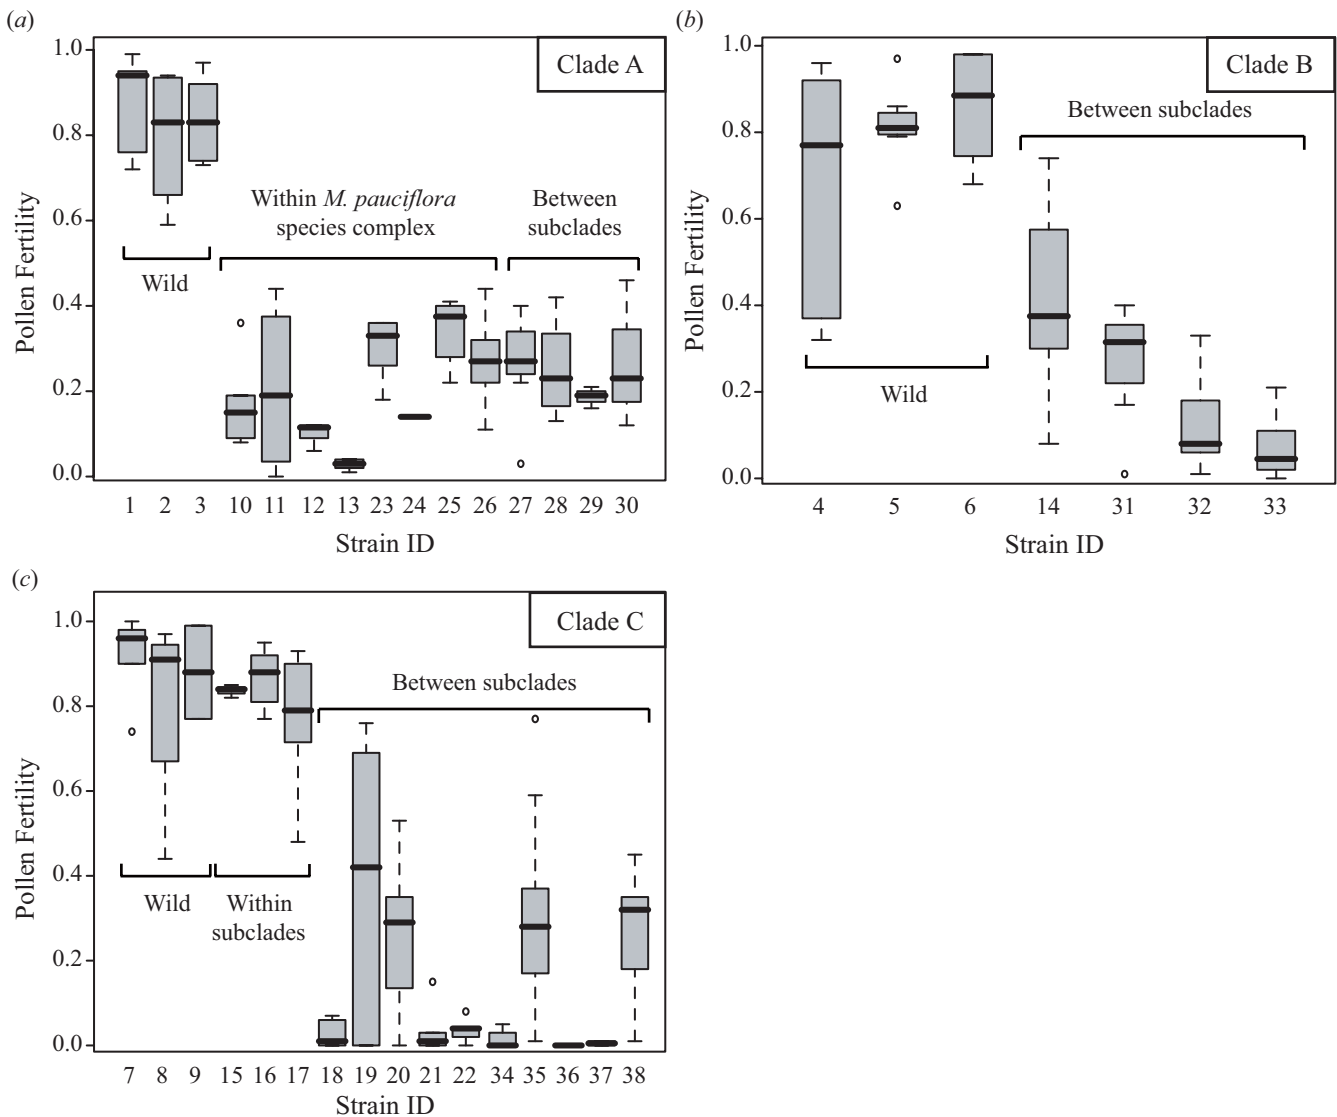 (a)
Clade A
1.0
0.8
0.6
0.4
0.2
0.0
Pollen Fertility
Wild
Within M. pauciflora
species complex
Between
subclades
1 2 3 10 11 12 13 23 24 25 26 27 28 29 30
Strain ID
(b)
Clade B
1.0
0.8
0.6
0.4
0.2
0.0
Pollen Fertility
Between subclades
Wild
4 5 6 14 31 32 33
Strain ID
(c)
Clade C
1.0
0.8
0.6
0.4
0.2
0.0
Pollen Fertility
Between subclades
Wild
Within
subclades
7 8 9 15 16 17 18 19 20 21 22 34 35 36 37 38
Strain ID